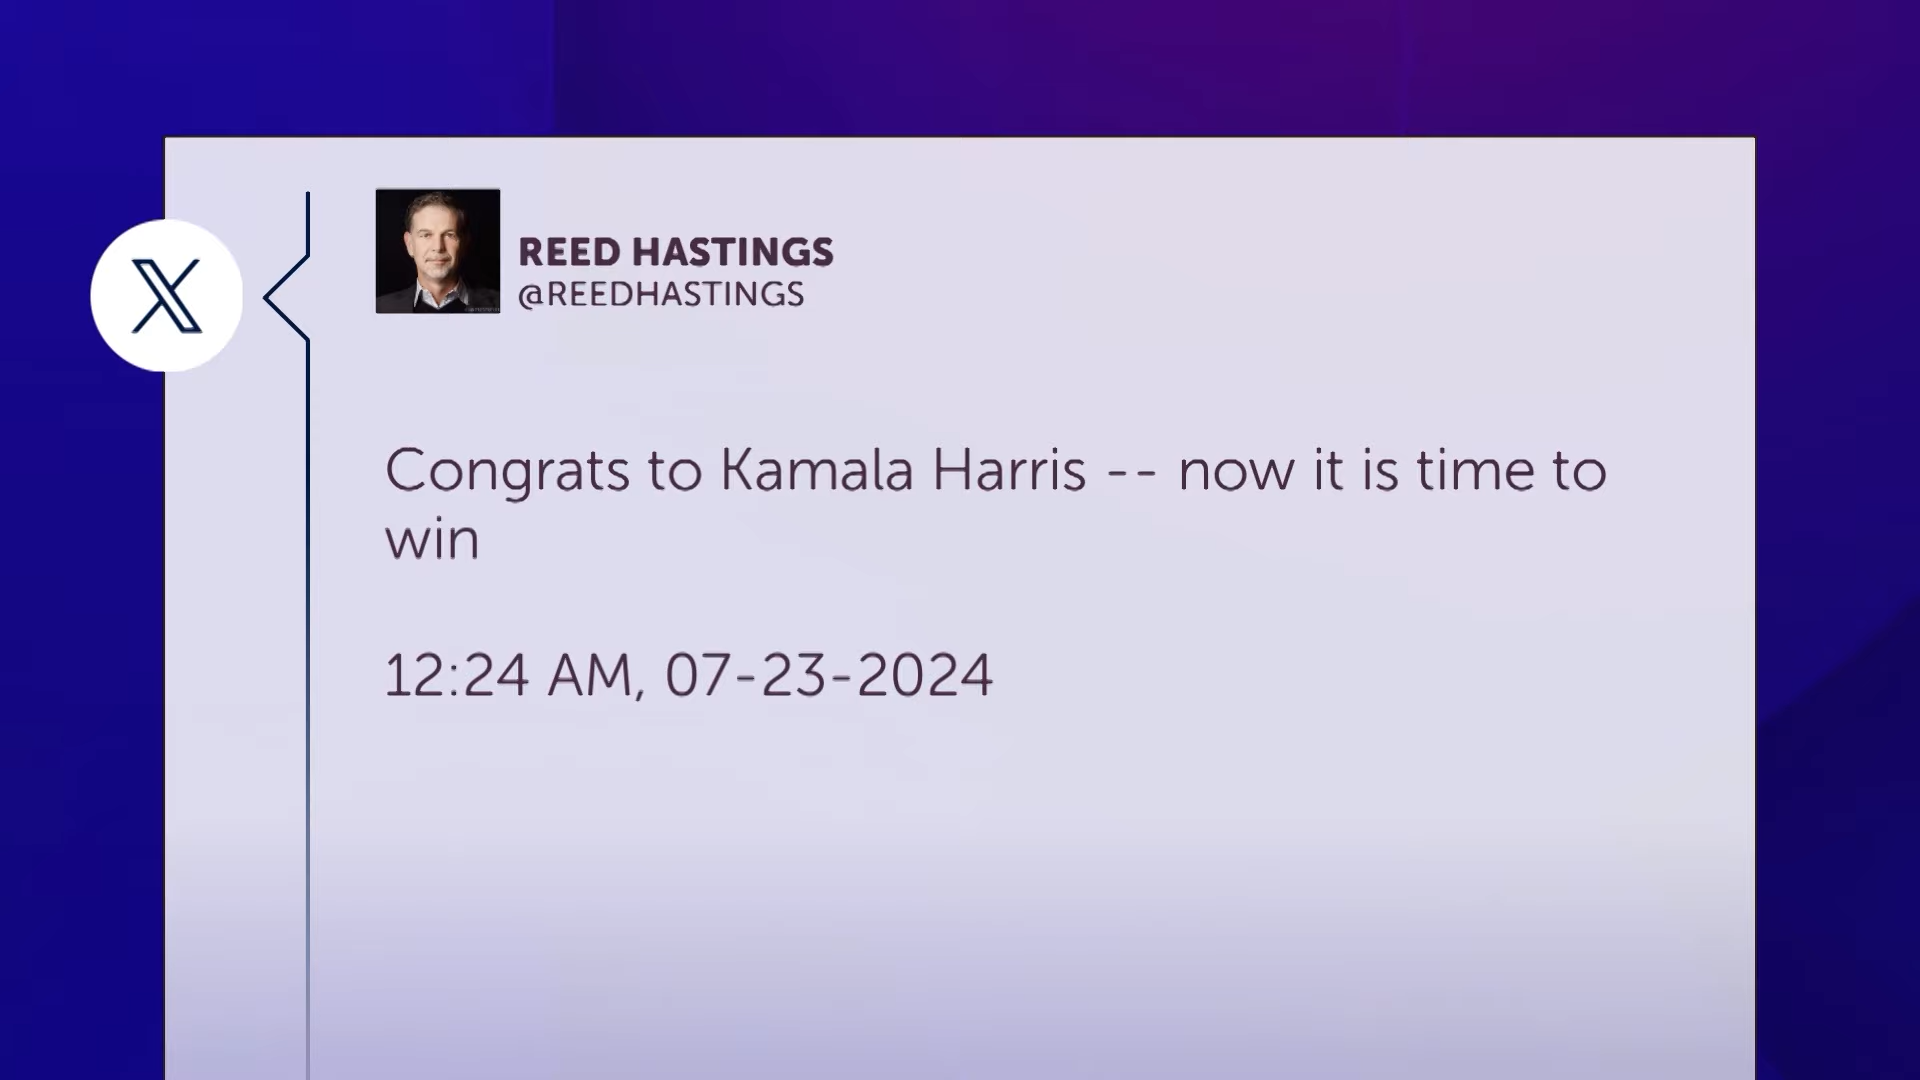 REED HASTINGS
@REEDHASTINGS
Congrats to Kamala Harris -- now it is time to
win
12:24 AM, 07-23-2024